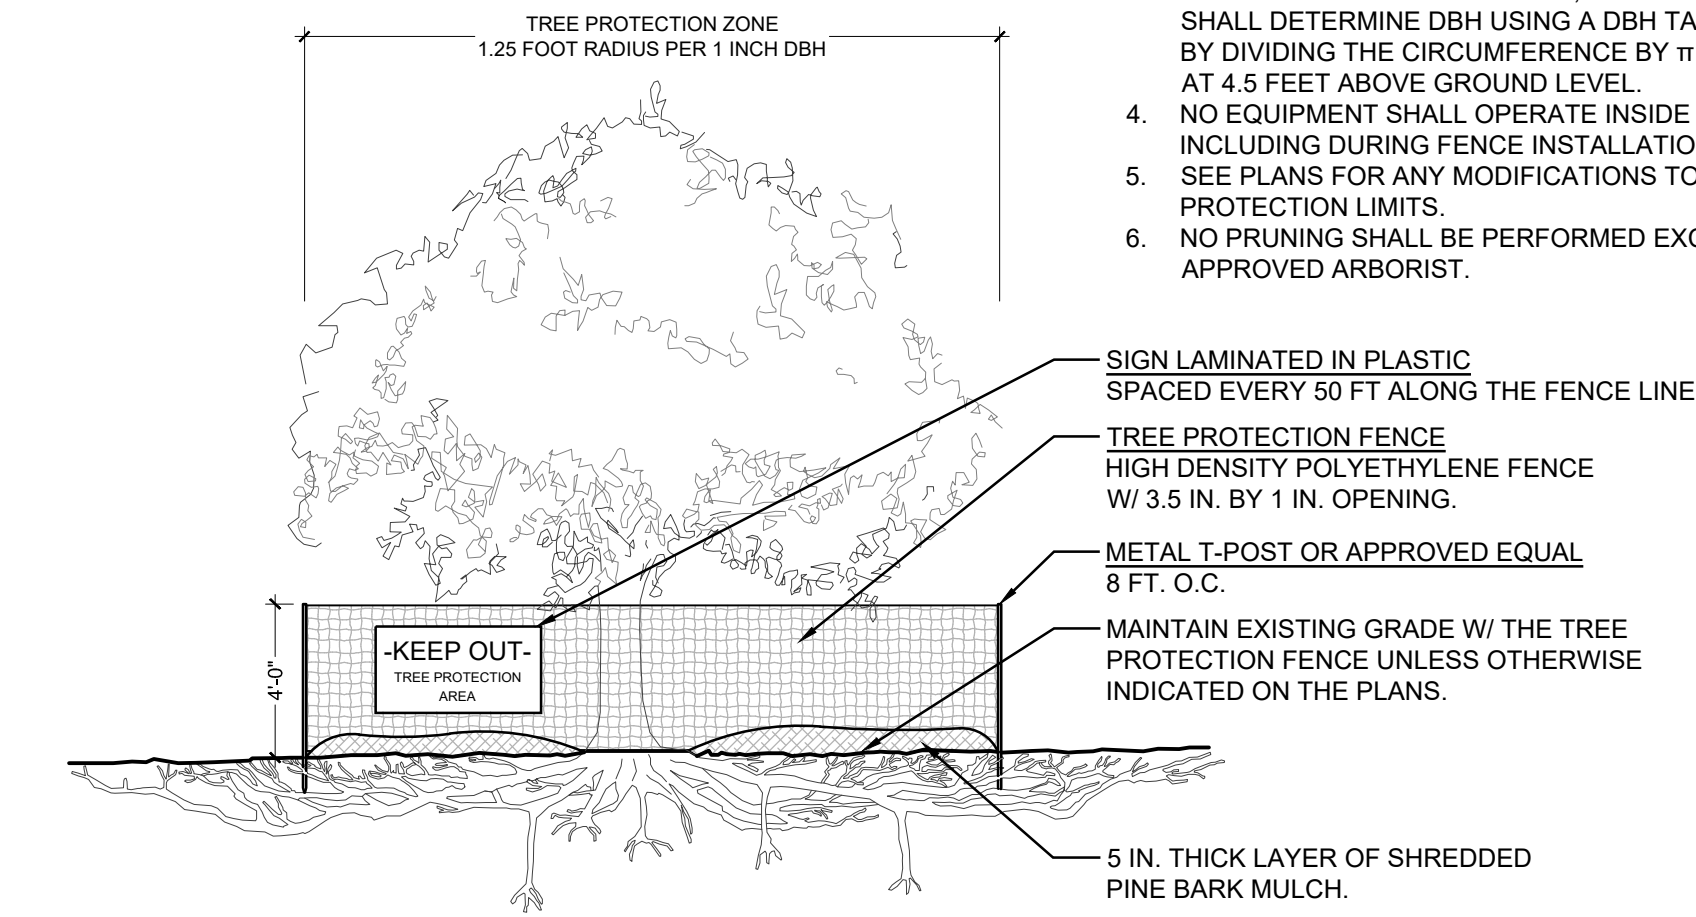 TREE PROTECTION ZONE
1.25 FOOT RADIUS PER 1 INCH DBH
SHALL DETERMINE DBH USING A DBH TA
BY DIVIDING THE CIRCUMFERENCE BY π
AT 4.5 FEET ABOVE GROUND LEVEL.
4. NO EQUIPMENT SHALL OPERATE INSIDE
INCLUDING DURING FENCE INSTALLATIO
5. SEE PLANS FOR ANY MODIFICATIONS TO
PROTECTION LIMITS.
6. NO PRUNING SHALL BE PERFORMED EXC
APPROVED ARBORIST.
SIGN LAMINATED IN PLASTIC
SPACED EVERY 50 FT ALONG THE FENCE LINE
TREE PROTECTION FENCE
HIGH DENSITY POLYETHYLENE FENCE
W/ 3.5 IN. BY 1 IN. OPENING.
METAL T-POST OR APPROVED EQUAL
8 FT. O.C.
MAINTAIN EXISTING GRADE W/ THE TREE
PROTECTION FENCE UNLESS OTHERWISE
INDICATED ON THE PLANS.
5 IN. THICK LAYER OF SHREDDED
PINE BARK MULCH.
4'-0"
-KEEP OUT-
TREE PROTECTION
AREA